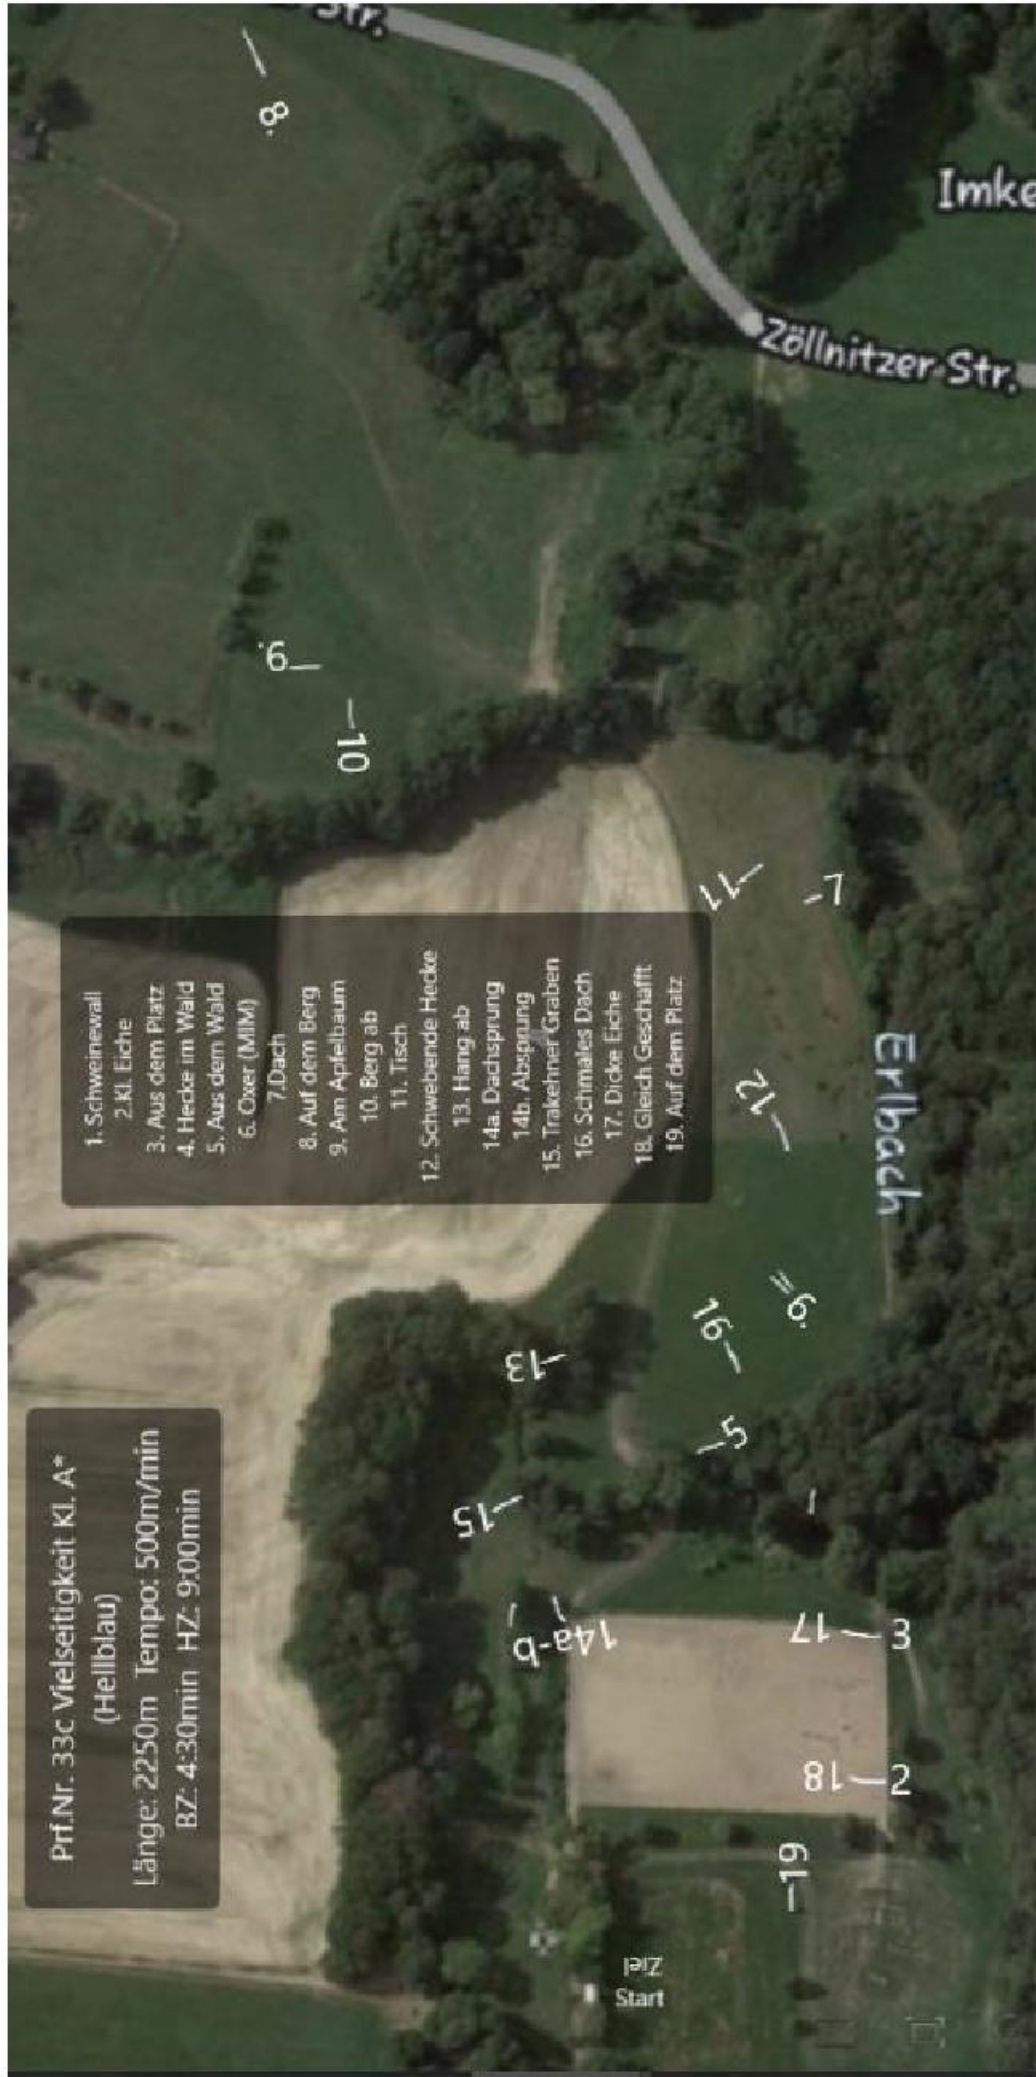 Prf.Nr. 33c Vielseitigkeit Kl. A*
(Hellblau)
Länge: 2250m Tempo: 500m/min
BZ: 4:30min HZ: 9:00min
1. Schweinewall
2.Kl. Eiche
3. Aus dem Platz
4. Hecke im Wald
5. Aus dem Wald
6. Oxer (MIM)
7.Dach
8. Auf dem Berg
9. Am Apfelbaum
10. Berg ab
11. Tisch
12. Schwebende Hecke
13. Hang ab
14a. Dachsprung
14b. Absprung
15. Trakehner Graben
16. Schmales Dach
17. Dicke Eiche
18. Gleich Geschafft
19. Auf dem Platz
Str.
8.
Imke
Zöllnitzer Str.
9.
10
11
7
12
Erlbach
6.
16
13
5
15
14a-b
17
3
18
2
19
Ziel
Start